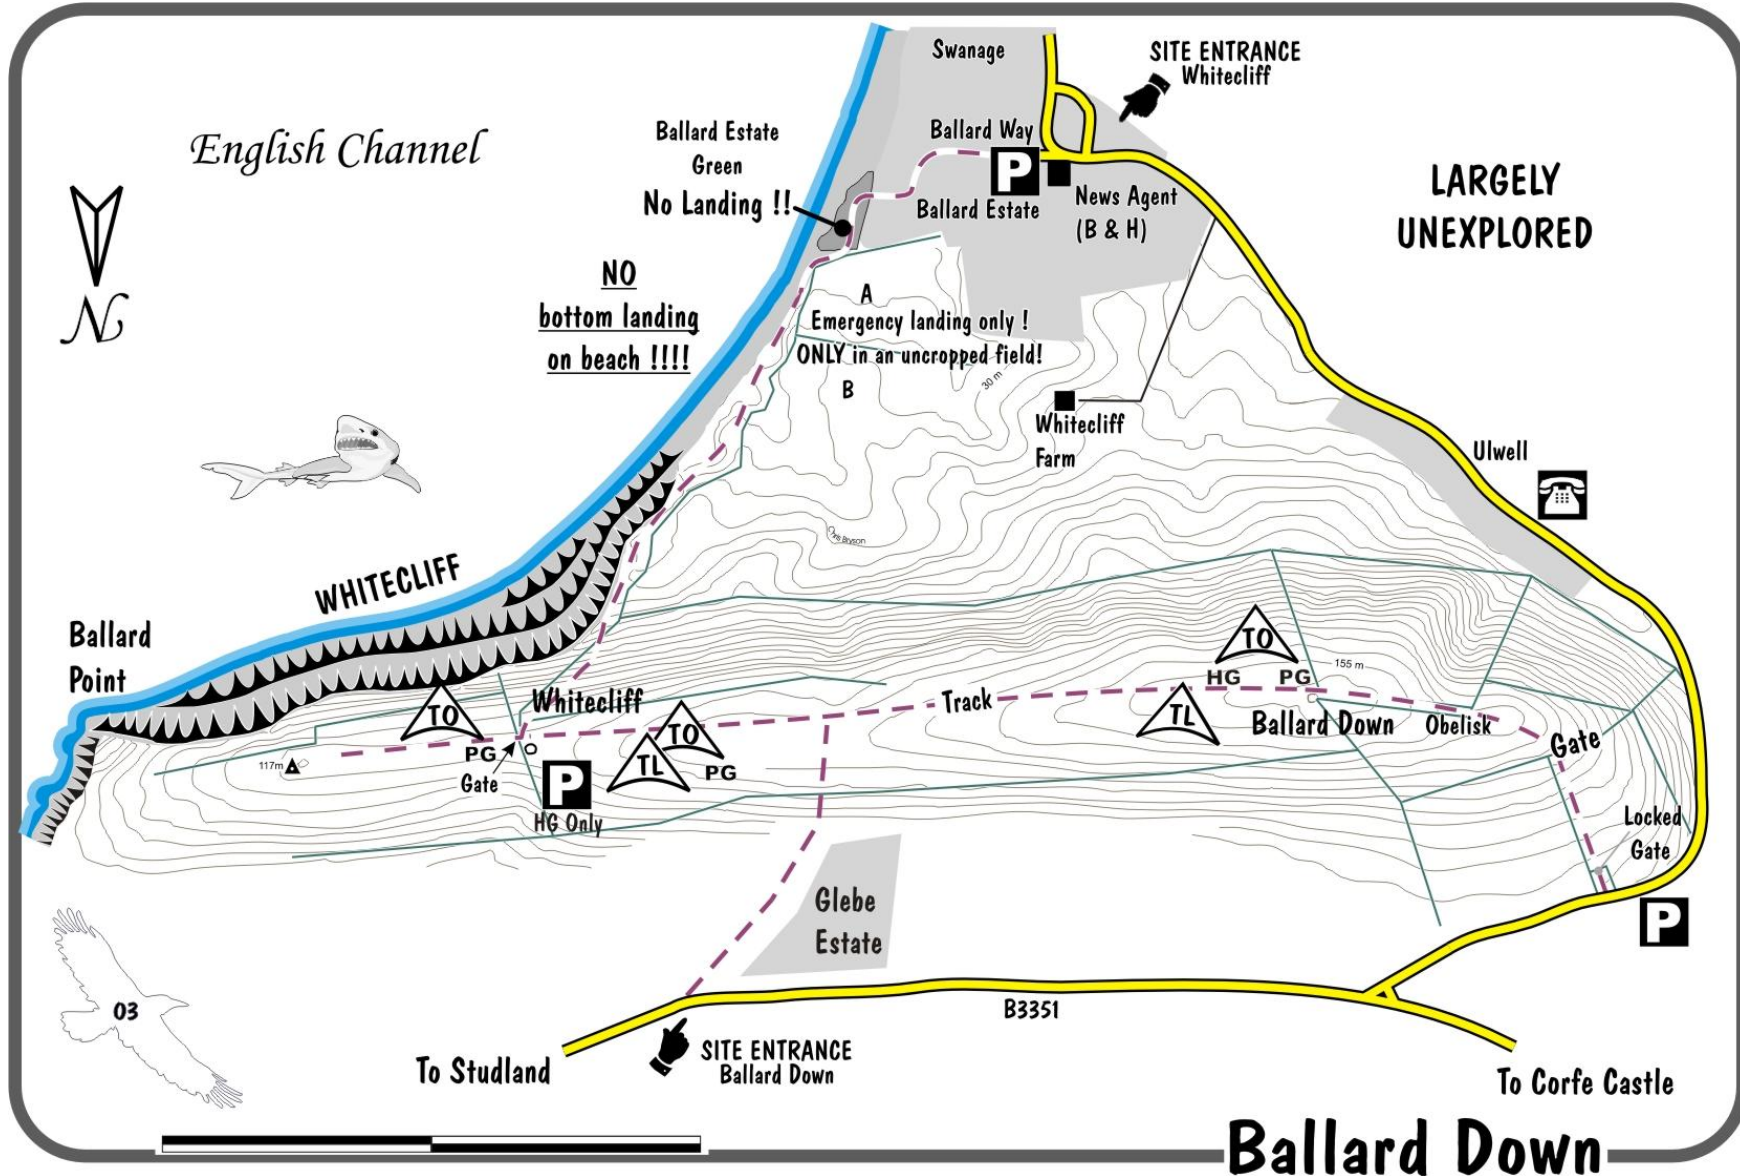 Swanage
SITE ENTRANCE
Whitecliff
English Channel
Ballard Estate
Green
No Landing !!
Ballard Way
P
News Agent
(B & H)
Ballard Estate
LARGELY
UNEXPLORED
N
NO
bottom landing
on beach !!!!
A
Emergency landing only !
ONLY in an uncropped field!
B
30 m
Whitecliff
Farm
Ulwell
Chris Bryson
WHITECLIFF
Ballard
Point
TO
HG PG
155 m
Whitecliff
TO
PG
Gate
117m
P
HG Only
TO
TL
PG
Track
TL
Ballard Down
Obelisk
Gate
Locked
Gate
P
Glebe
Estate
03
B3351
To Studland
SITE ENTRANCE
Ballard Down
To Corfe Castle
Ballard Down